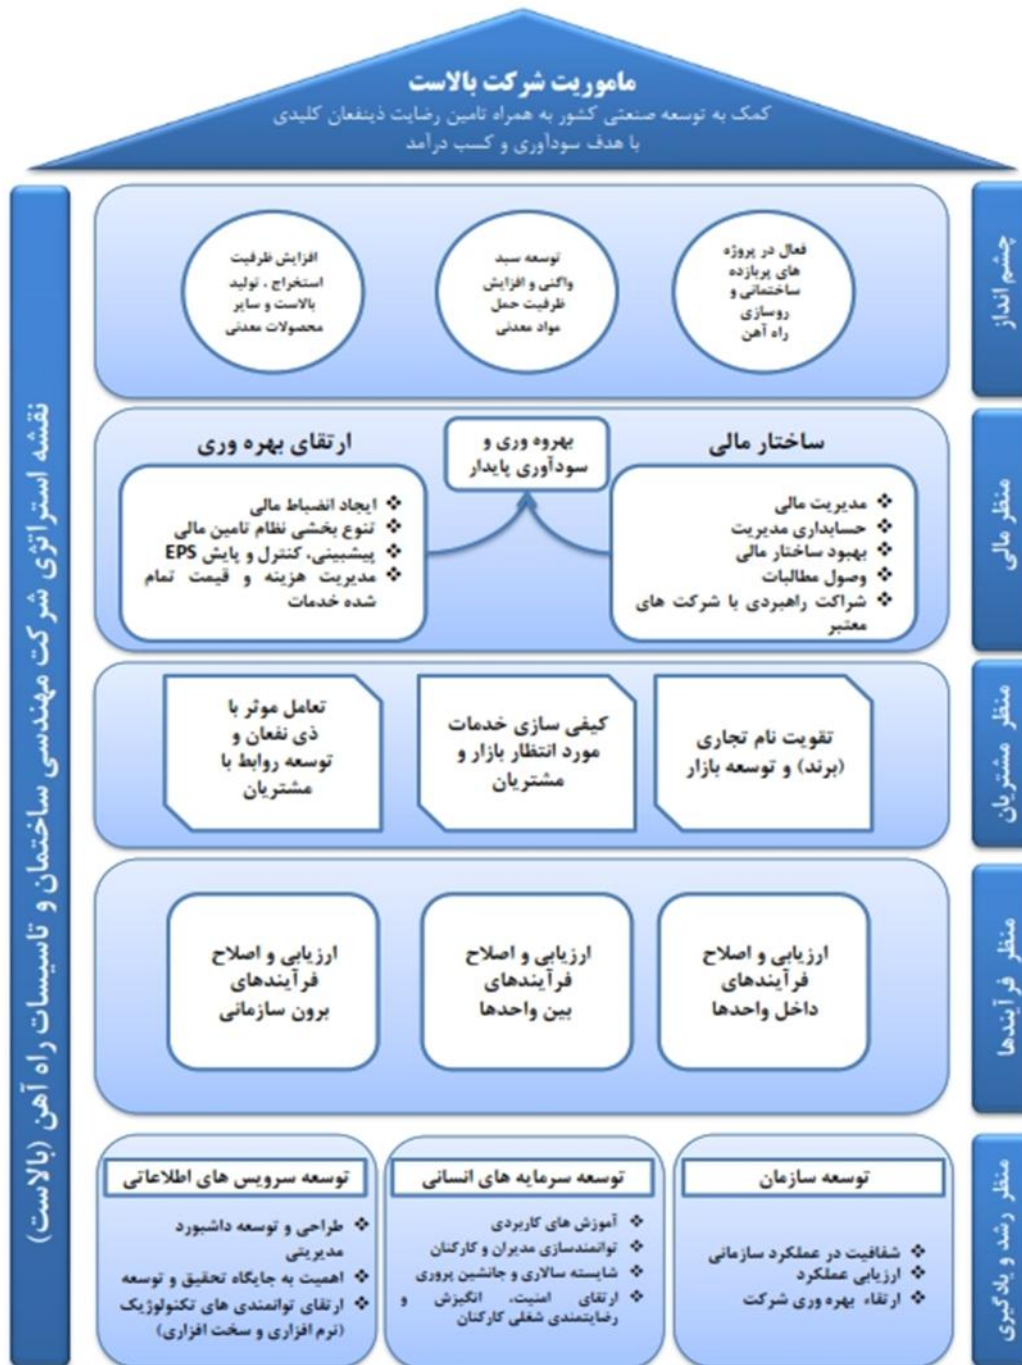 ماموریت شرکت بالاست
کمک به توسعه صنعتی کشور به همراه تامین رضایت ذینفعان کلیدی
با هدف سودآوری و کسب درآمد
چشم انداز
فعال در پروژه
های پربازده
ساختمانی و
روسازی
راه آهن
توسعه سبد
واگنی و افزایش
ظرفیت حمل
مواد معدنی
افزایش ظرفیت
استخراج ، تولید
بالاست و سایر
محصولات معدنی
منظر مالی
ساختار مالی
❖ مدیریت مالی
❖ حسابداری مدیریت
❖ بهبود ساختار مالی
❖ وصول مطالبات
❖ شراکت راهبردی با شرکت های
معتبر
بهروه وری و
سودآوری پایدار
ارتقای بهره وری
❖ ایجاد انضباط مالی
❖ تنوع بخشی نظام تامین مالی
❖ پیشبینی، کنترل و پایش EPS
❖ مدیریت هزینه و قیمت تمام
شده خدمات
منظر مشتریان
تقویت نام تجاری
(برند) و توسعه بازار
کیفی سازی خدمات
مورد انتظار بازار و
مشتریان
تعامل موثر با
ذی نفعان و
توسعه روابط با
مشتریان
منظر فرآیندها
ارزیابی و اصلاح
فرآیندهای
داخل واحدها
ارزیابی و اصلاح
فرآیندهای
بین واحدها
ارزیابی و اصلاح
فرآیندهای
برون سازمانی
منظر رشد و یادگیری
توسعه سازمان
❖ شفافیت در عملکرد سازمانی
❖ ارزیابی عملکرد
❖ ارتقاء بهره وری شرکت
توسعه سرمایه های انسانی
❖ آموزش های کاربردی
❖ توانمندسازی مدیران و کارکنان
❖ شایسته سالاری و جانشین پروری
❖ ارتقای امنیت، انگیزش و
رضایتمندی شغلی کارکنان
توسعه سرویس های اطلاعاتی
❖ طراحی و توسعه داشبورد
مدیریتی
❖ اهمیت به جایگاه تحقیق و توسعه
❖ ارتقای توانمندی های تکنولوژیک
(نرم افزاری و سخت افزاری)
نقشه استراتژی شرکت مهندسی ساختمان و تاسیسات راه آهن (بالاست)